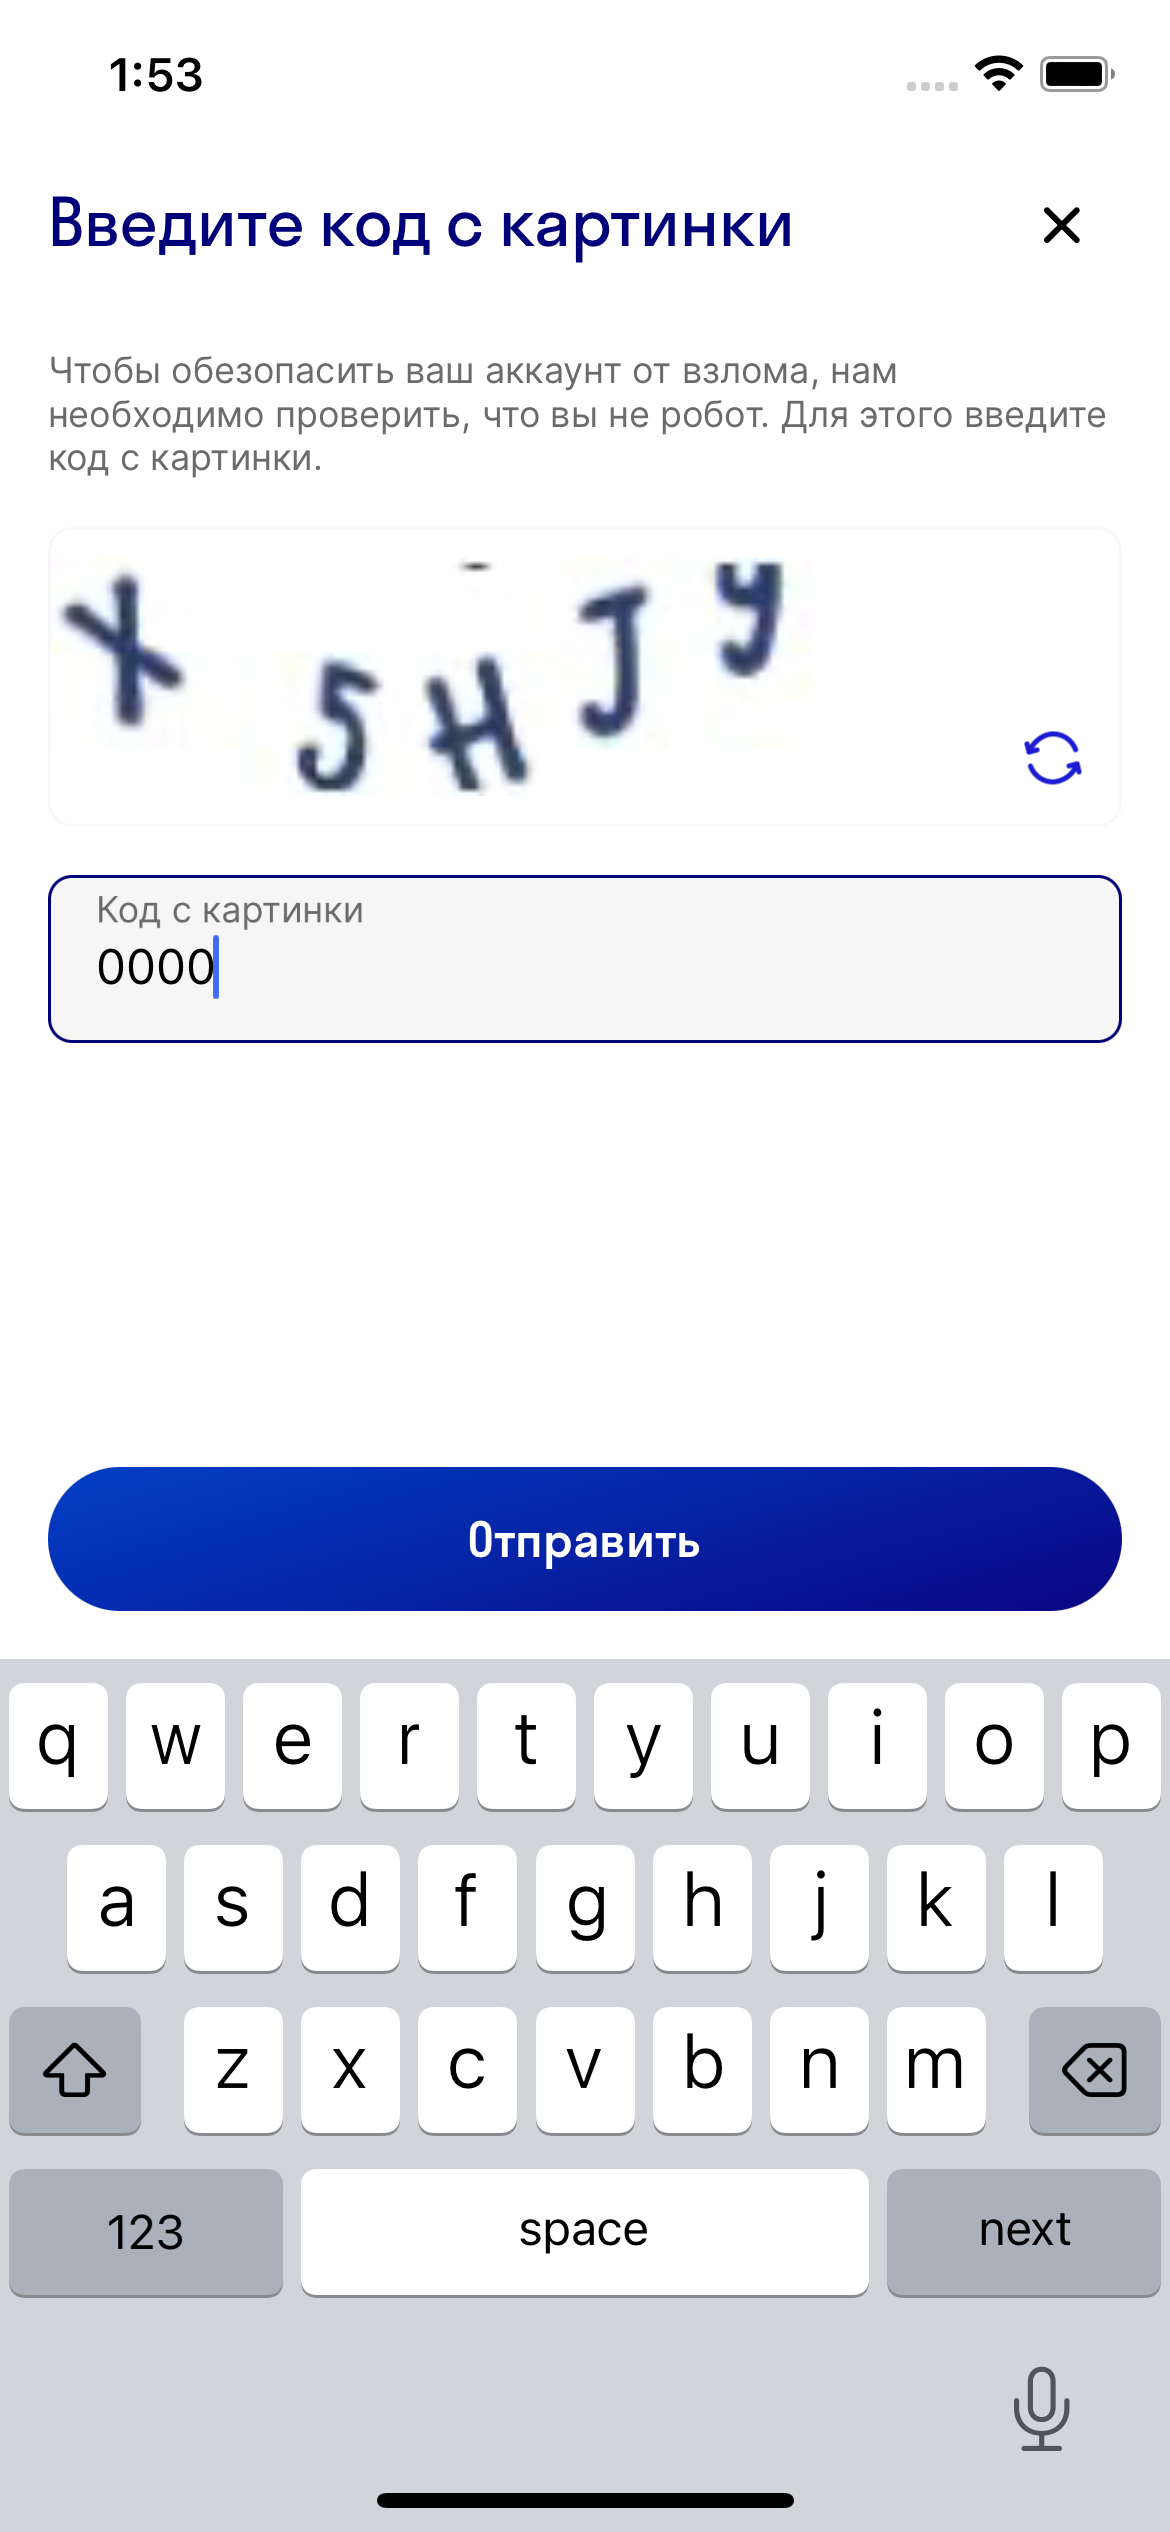 1:53
Введите код с картинки
Чтобы обезопасить ваш аккаунт от взлома, нам
необходимо проверить, что вы не робот. Для этого введите
код с картинки.
X 5 H J y
Код с картинки
0000
Отправить
q w e r t y u i o p
a s d f g h j k l
z x c v b n m
123 space next